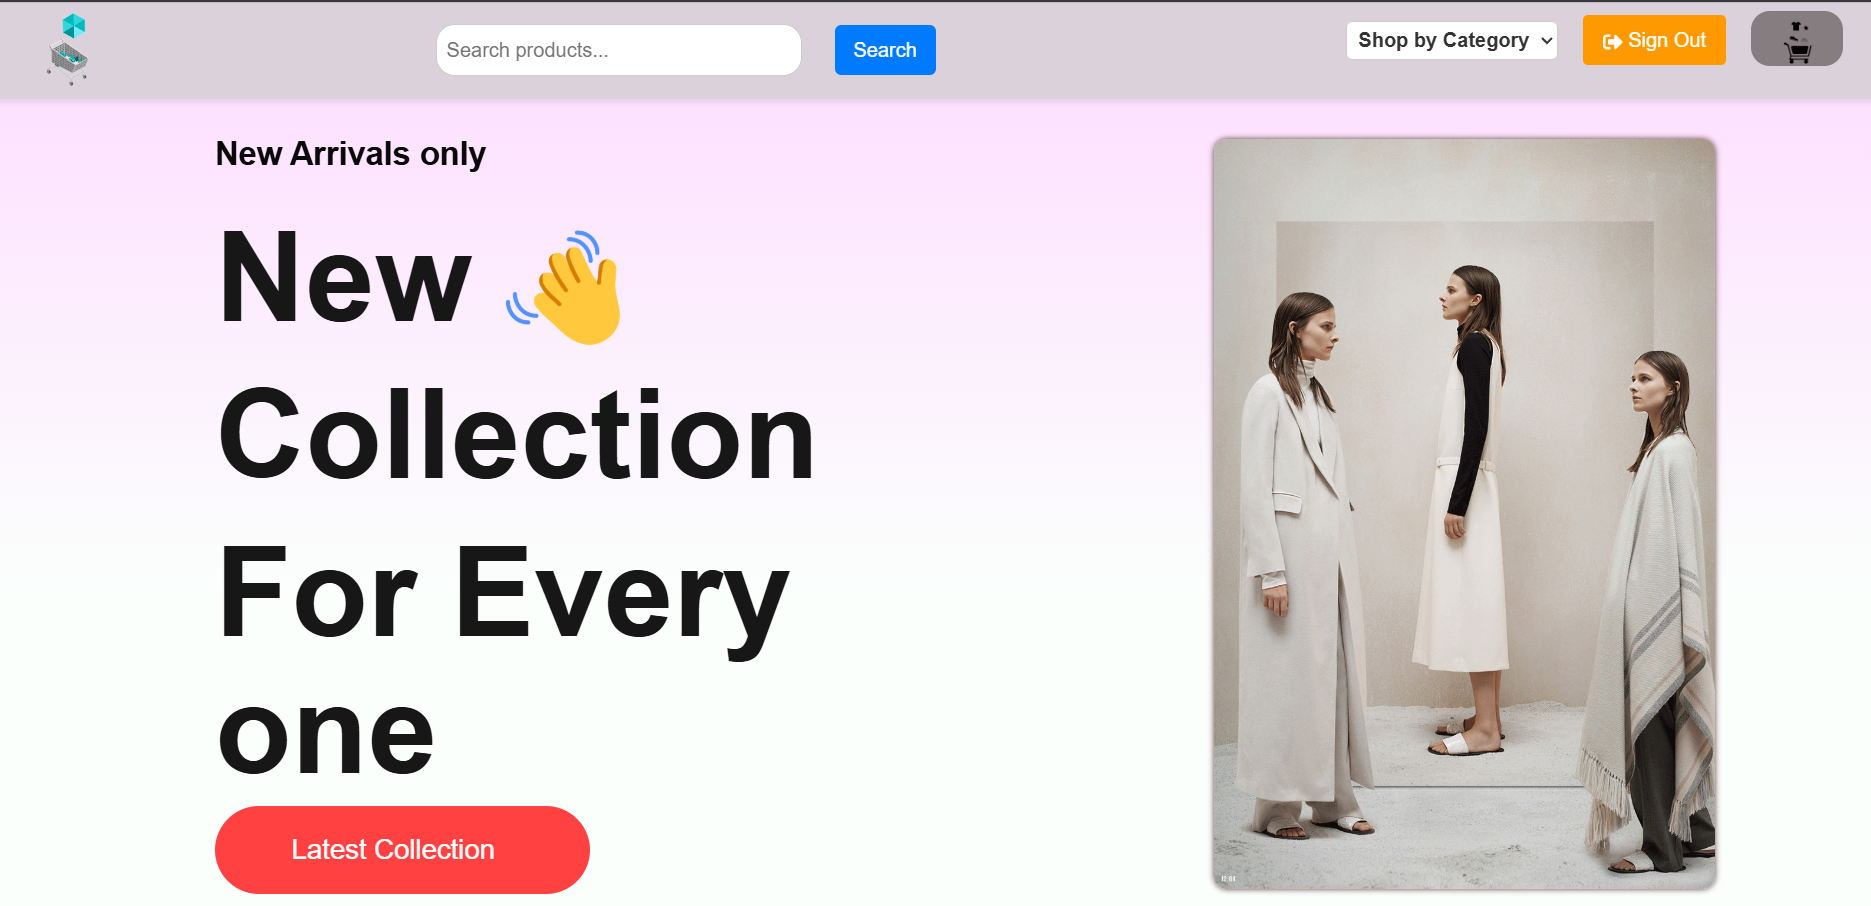 Search products...
Search
Shop by Category
Sign Out
New Arrivals only
New 👋
Collection
For Every
one
Latest Collection